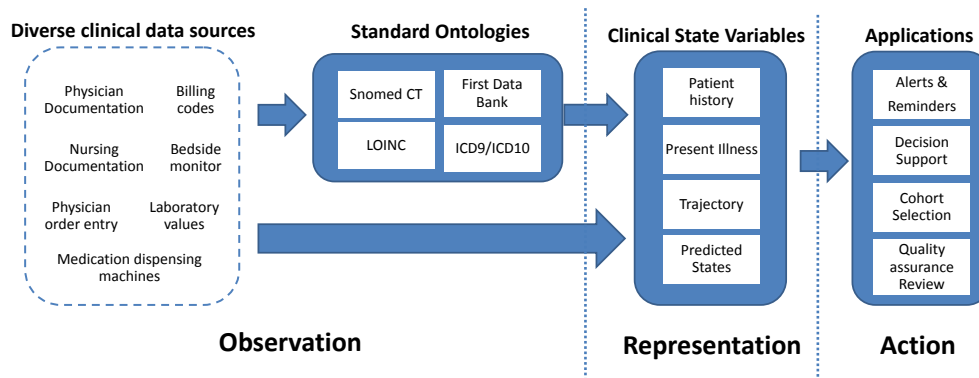 Diverse clinical data sources
Physician
Documentation
Billing
codes
Nursing
Documentation
Bedside
monitor
Physician
order entry
Laboratory
values
Medication dispensing
machines
Standard Ontologies
Snomed CT
First Data
Bank
LOINC
ICD9/ICD10
Clinical State Variables
Patient
history
Present Illness
Trajectory
Predicted
States
Applications
Alerts &
Reminders
Decision
Support
Cohort
Selection
Quality
assurance
Review
Observation
Representation
Action